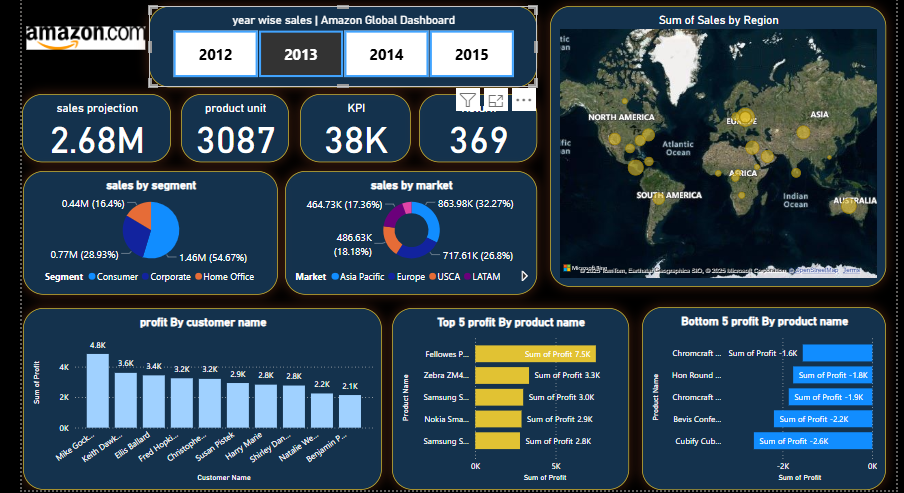 amazon.com
year wise sales | Amazon Global Dashboard
2012
2013
2014
2015
sales projection
2.68M
product unit
3087
KPI
38K
369
sales by segment
0.44M (16.4%)
0.77M (28.93%)
1.46M (54.67%)
Segment Consumer Corporate Home Office
sales by market
464.73K (17.36%)
863.98K (32.27%)
486.63K
(18.18%)
717.61K (26.8%)
Market Asia Pacific Europe USCA LATAM
Sum of Sales by Region
NORTH AMERICA
EUROPE
ASIA
Atlantic
Ocean
AFRICA
SOUTH AMERICA
Indian
Ocean
AUSTRALIA
© 2025 TomTom, Earthstar Geographics SIO, © 2025 Microsoft Corporation, © OpenStreetMap Terms
profit By customer name
Sum of Profit
4K
2K
0K
4.8K
3.6K
3.4K
3.2K
3.2K
2.9K
2.8K
2.8K
2.2K
2.1K
Mike Gock...
Keith Dawk...
Ellis Ballard
Fred Hopki...
Christophe...
Susan Pistek
Harry Marie
Shirley Dan...
Natalie We...
Benjamin P...
Customer Name
Top 5 profit By product name
Product Name
Fellowes P... Sum of Profit 7.5K
Zebra ZM4... Sum of Profit 3.3K
Samsung S... Sum of Profit 3.0K
Nokia Sma... Sum of Profit 2.9K
Samsung S... Sum of Profit 2.8K
0K 5K
Sum of Profit
Bottom 5 profit By product name
Product Name
Chromcraft ... Sum of Profit -1.6K
Hon Round ... Sum of Profit -1.8K
Chromcraft ... Sum of Profit -1.9K
Bevis Confe... Sum of Profit -2.2K
Cubify Cub... Sum of Profit -2.6K
-2K 0K
Sum of Profit